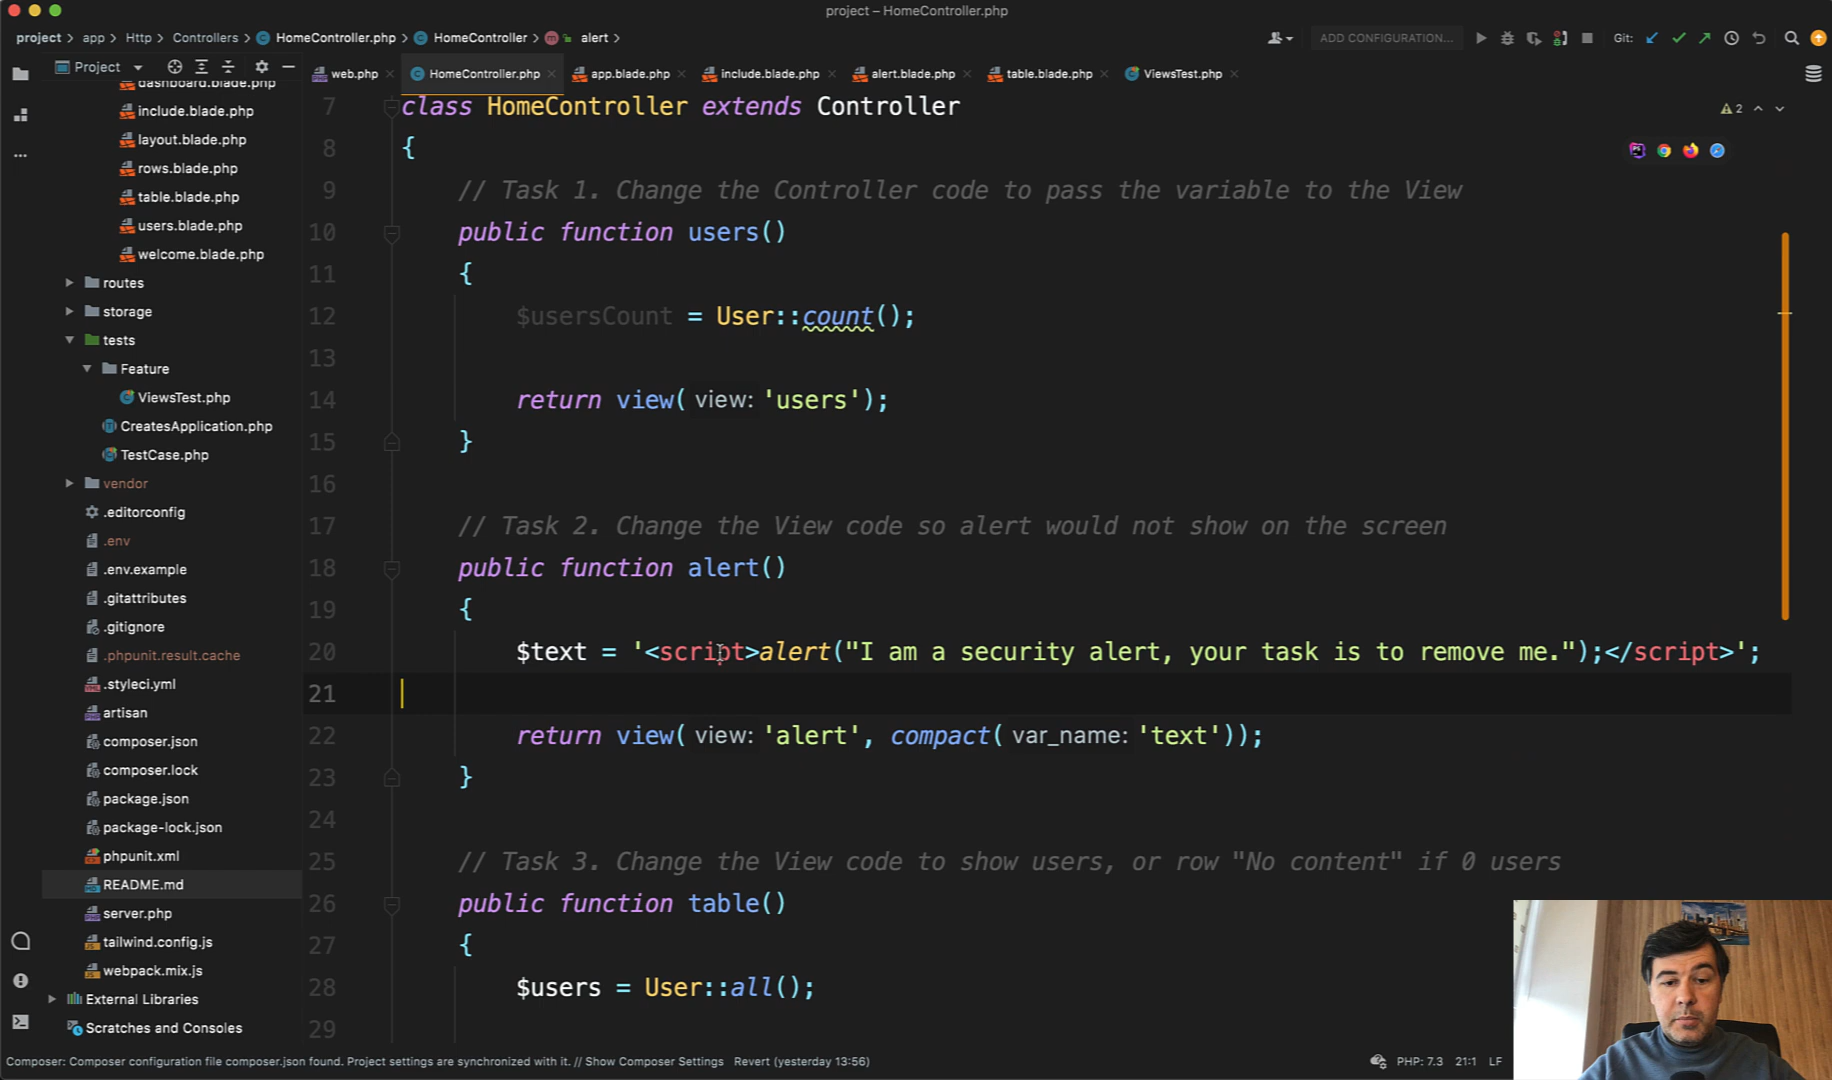 project – HomeController.php
project > app > Http > Controllers > HomeController.php > HomeController > alert >
ADD CONFIGURATION...
Git:
Project
web.php
HomeController.php
app.blade.php
include.blade.php
alert.blade.php
table.blade.php
ViewsTest.php
dashboard.blade.php
include.blade.php
layout.blade.php
rows.blade.php
table.blade.php
users.blade.php
welcome.blade.php
routes
storage
tests
Feature
ViewsTest.php
CreatesApplication.php
TestCase.php
vendor
.editorconfig
.env
.env.example
.gitattributes
.gitignore
.phpunit.result.cache
.styleci.yml
artisan
composer.json
composer.lock
package.json
package-lock.json
phpunit.xml
README.md
server.php
tailwind.config.js
webpack.mix.js
External Libraries
Scratches and Consoles
2
7 class HomeController extends Controller
8 {
9 // Task 1. Change the Controller code to pass the variable to the View
10 public function users()
11 {
12 $usersCount = User::count();
13
14 return view( view: 'users');
15 }
16
17 // Task 2. Change the View code so alert would not show on the screen
18 public function alert()
19 {
20 $text = '<script>alert("I am a security alert, your task is to remove me.");</script>';
21
22 return view( view: 'alert', compact( var_name: 'text'));
23 }
24
25 // Task 3. Change the View code to show users, or row "No content" if 0 users
26 public function table()
27 {
28 $users = User::all();
29
Composer: Composer configuration file composer.json found. Project settings are synchronized with it. // Show Composer Settings Revert (yesterday 13:56)
PHP: 7.3 21:1 LF